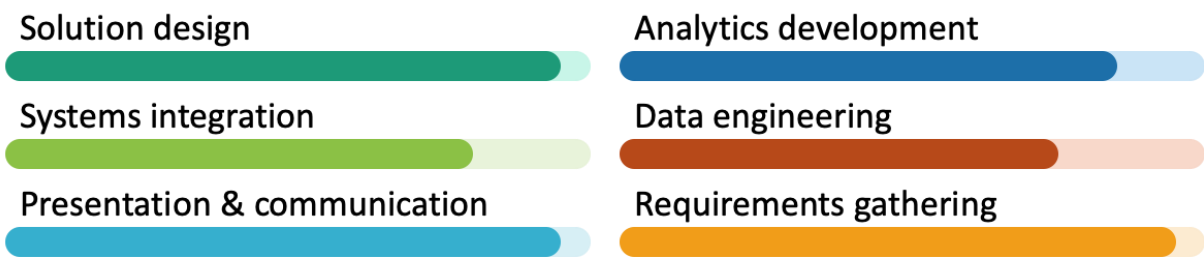 Solution design
Analytics development
Systems integration
Data engineering
Presentation & communication
Requirements gathering